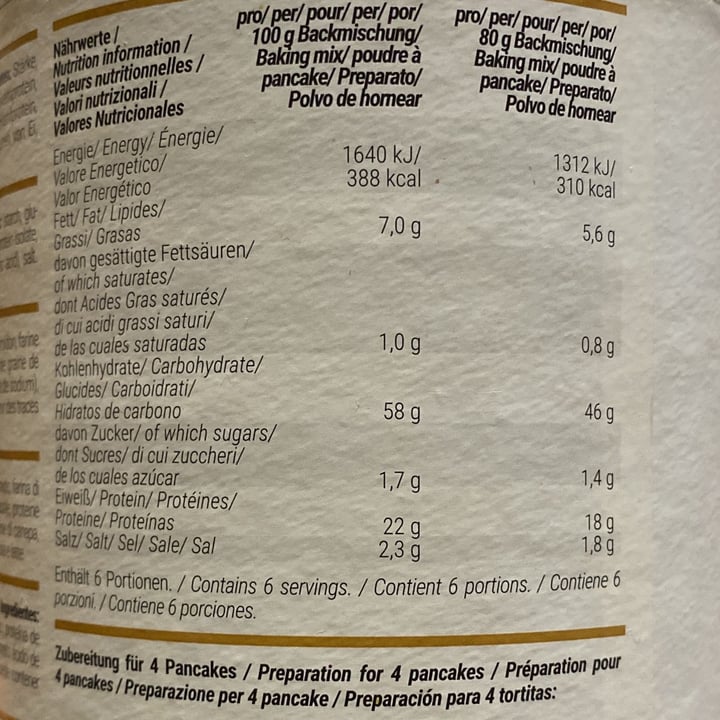 Nährwerte /
Nutrition information /
Valeurs nutritionnelles /
Valori nutrizionali /
Valores Nutricionales
pro/ per/ pour/ per/ por/
100 g Backmischung/
Baking mix/ poudre à
pancake/ Preparato/
Polvo de hornear
pro/ per/ pour/ per/ por/
80 g Backmischung/
Baking mix/ poudre à
pancake/ Preparato/
Polvo de hornear
Energie/ Energy/ Énergie/
Valore Energetico/
Valor Energético
1640 kJ/
388 kcal
1312 kJ/
310 kcal
Fett/ Fat/ Lipides/
Grassi/ Grasas 7,0 g 5,6 g
davon gesättigte Fettsäuren/
of which saturates/
dont Acides Gras saturés/
di cui acidi grassi saturi/
de las cuales saturadas 1,0 g 0,8 g
Kohlenhydrate/ Carbohydrate/
Glucides/ Carboidrati/
Hidratos de carbono 58 g 46 g
davon Zucker/ of which sugars/
dont Sucres/ di cui zuccheri/
de los cuales azúcar 1,7 g 1,4 g
Eiweiß/ Protein/ Protéines/
Proteine/ Proteínas 22 g 18 g
Salz/ Salt/ Sel/ Sale/ Sal 2,3 g 1,8 g
Enthält 6 Portionen. / Contains 6 servings. / Contient 6 portions. / Contiene 6
porzioni. / Contiene 6 porciones.
Zubereitung für 4 Pancakes / Preparation for 4 pancakes / Préparation pour
4 pancakes / Preparazione per 4 pancake / Preparación para 4 tortitas: